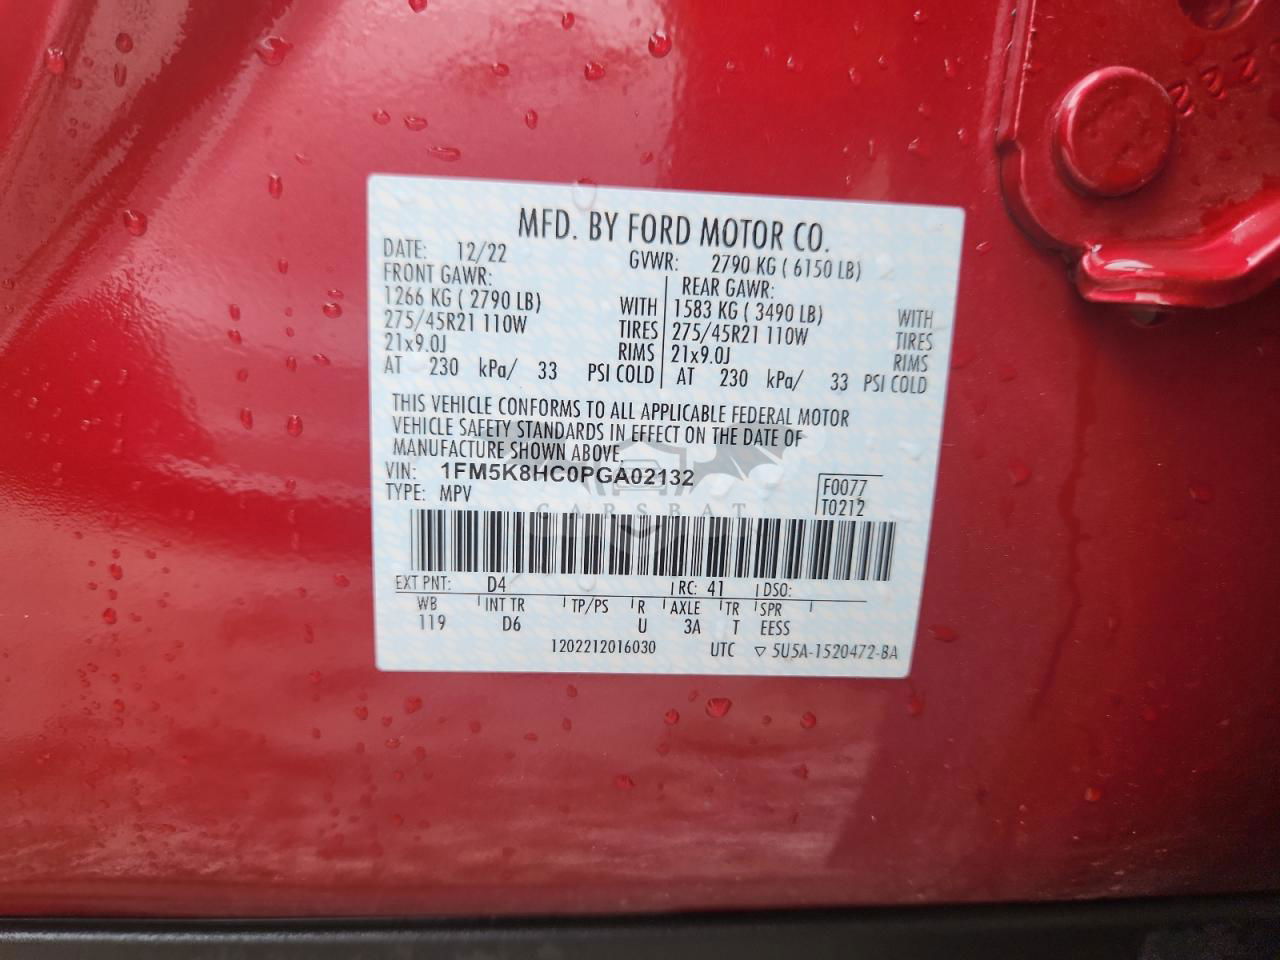 MFD. BY FORD MOTOR CO.
DATE: 12/22 GVWR: 2790 KG ( 6150 LB)
FRONT GAWR: REAR GAWR:
1266 KG ( 2790 LB) WITH 1583 KG ( 3490 LB) WITH
275/45R21 110W TIRES 275/45R21 110W TIRES
21x9.0J RIMS 21x9.0J RIMS
AT 230 kPa/ 33 PSI COLD AT 230 kPa/ 33 PSI COLD
THIS VEHICLE CONFORMS TO ALL APPLICABLE FEDERAL MOTOR
VEHICLE SAFETY STANDARDS IN EFFECT ON THE DATE OF
MANUFACTURE SHOWN ABOVE.
VIN: 1FM5K8HC0PGA02132 F0077
TYPE: MPV T0212
CARSBAT
EXT PNT: D4 RC: 41 DSO:
WB INT TR TP/PS R AXLE TR SPR
119 D6 U 3A T EESS
1202212016030 UTC ▽ 5U5A-1520472-BA